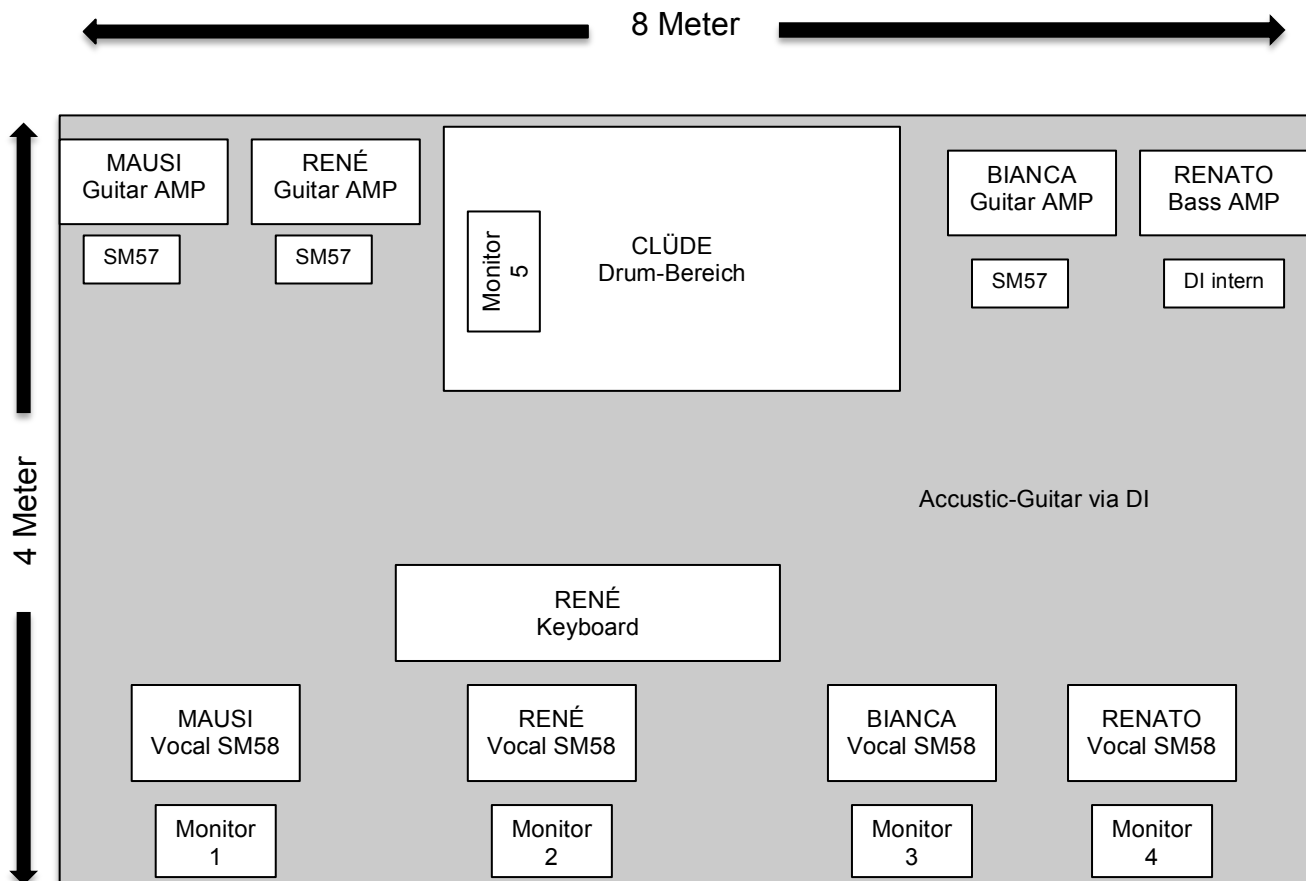 8 Meter
4 Meter
MAUSI
Guitar AMP
SM57
RENÉ
Guitar AMP
SM57
Monitor
5
CLÜDE
Drum-Bereich
BIANCA
Guitar AMP
SM57
RENATO
Bass AMP
DI intern
Accustic-Guitar via DI
RENÉ
Keyboard
MAUSI
Vocal SM58
RENÉ
Vocal SM58
BIANCA
Vocal SM58
RENATO
Vocal SM58
Monitor
1
Monitor
2
Monitor
3
Monitor
4